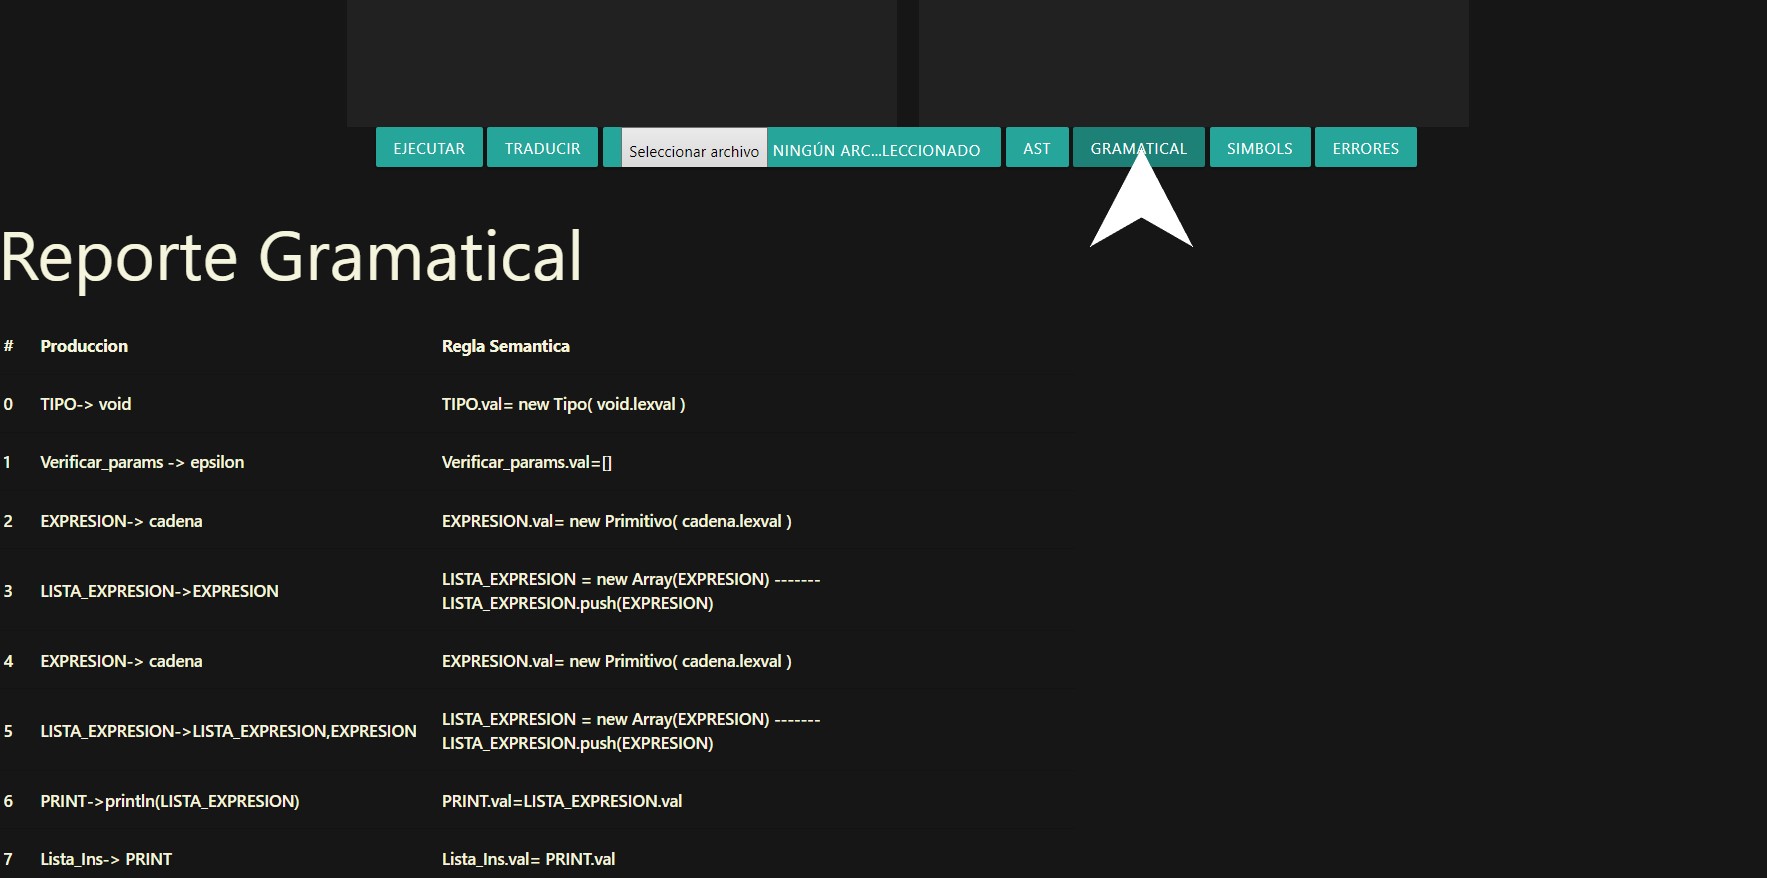 EJECUTAR TRADUCIR Seleccionar archivo NINGÚN ARC...LECCIONADO AST GRAMATICAL SIMBOLS ERRORES
Reporte Gramatical
# Produccion Regla Semantica
0 TIPO-> void TIPO.val= new Tipo( void.lexval )
1 Verificar_params -> epsilon Verificar_params.val=[]
2 EXPRESION-> cadena EXPRESION.val= new Primitivo( cadena.lexval )
3 LISTA_EXPRESION->EXPRESION LISTA_EXPRESION = new Array(EXPRESION) -------
LISTA_EXPRESION.push(EXPRESION)
4 EXPRESION-> cadena EXPRESION.val= new Primitivo( cadena.lexval )
5 LISTA_EXPRESION->LISTA_EXPRESION,EXPRESION LISTA_EXPRESION = new Array(EXPRESION) -------
LISTA_EXPRESION.push(EXPRESION)
6 PRINT->println(LISTA_EXPRESION) PRINT.val=LISTA_EXPRESION.val
7 Lista_Ins-> PRINT Lista_Ins.val= PRINT.val